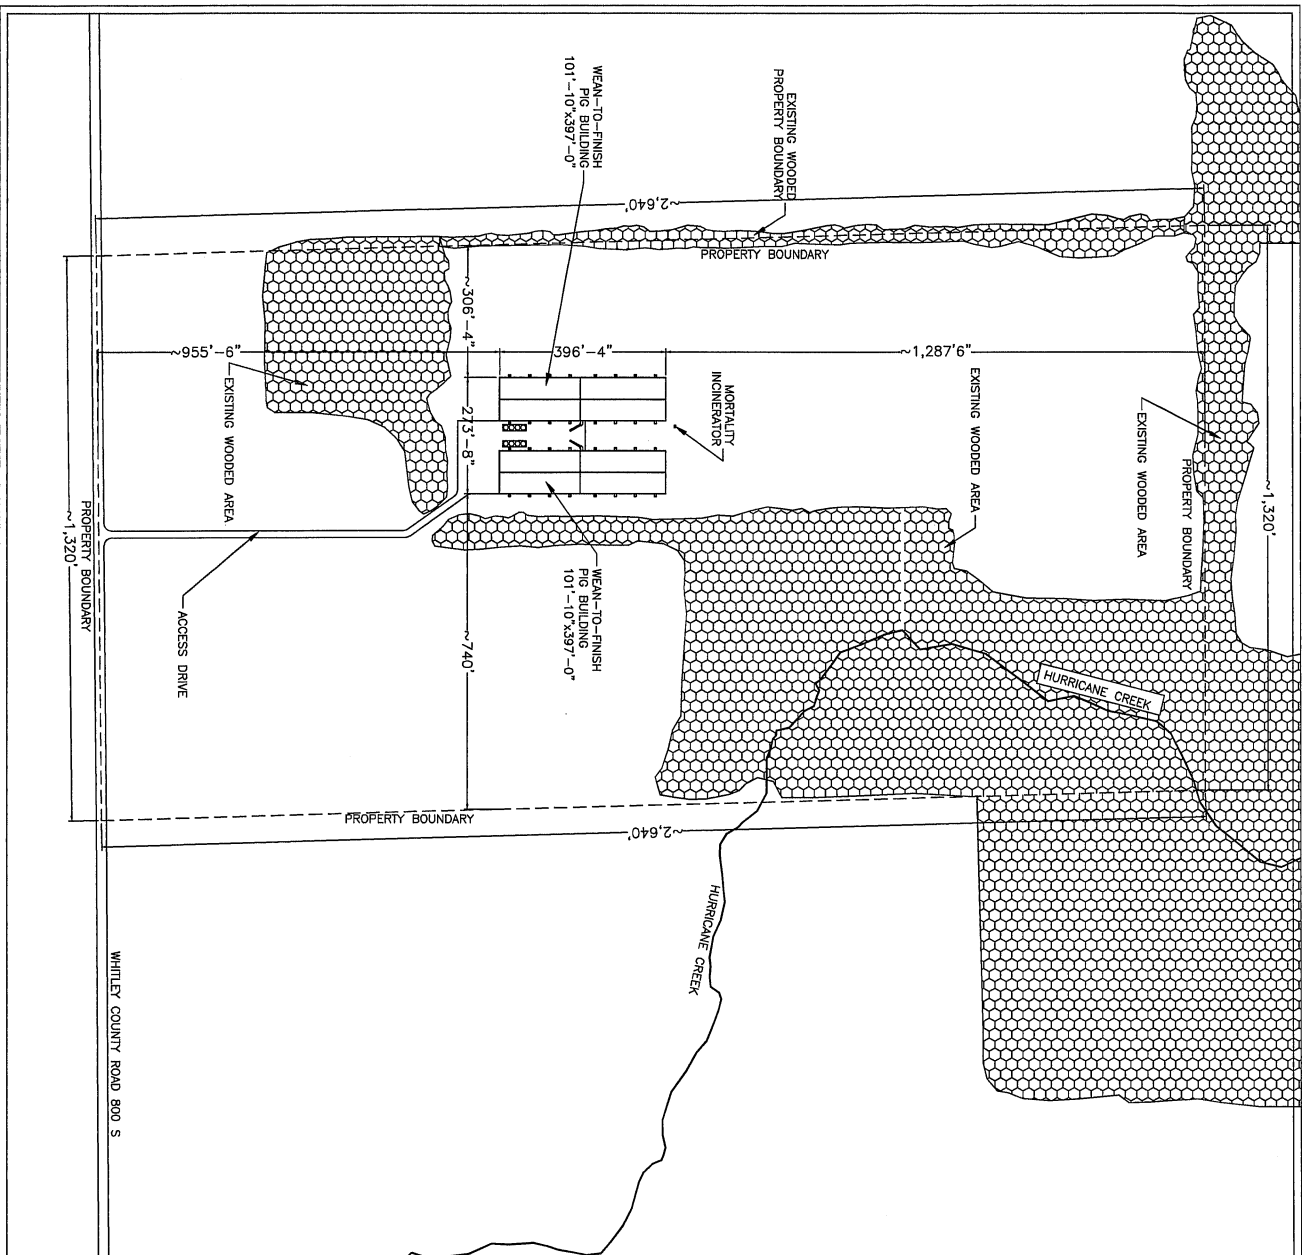 WEAN-TO-FINISH
PIG BUILDING
101'-10"x397'-0"
EXISTING WOODED
PROPERTY BOUNDARY
~2,640'
PROPERTY BOUNDARY
~306'-4"
~955'-6"
396'-4"
~1,287'6"
EXISTING WOODED AREA
273'-8"
MORTALITY
INCINERATOR
EXISTING WOODED AREA
EXISTING WOODED AREA
PROPERTY BOUNDARY
~1,320'
PROPERTY BOUNDARY
~1,320'
ACCESS DRIVE
WEAN-TO-FINISH
PIG BUILDING
101'-10"x397'-0"
~740'
HURRICANE CREEK
PROPERTY BOUNDARY
~2,640'
HURRICANE CREEK
WHITLEY COUNTY ROAD 800 S